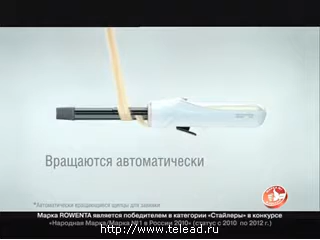 Вращаются автоматически
*Автоматически вращающиеся щипцы для завивки
Марка ROWENTA является победителем в категории «Стайлеры» в конкурсе
«Народная Марка/Марка №1 в России 2010» (статус с 2010 по 2012 г.)
http://www.telead.ru